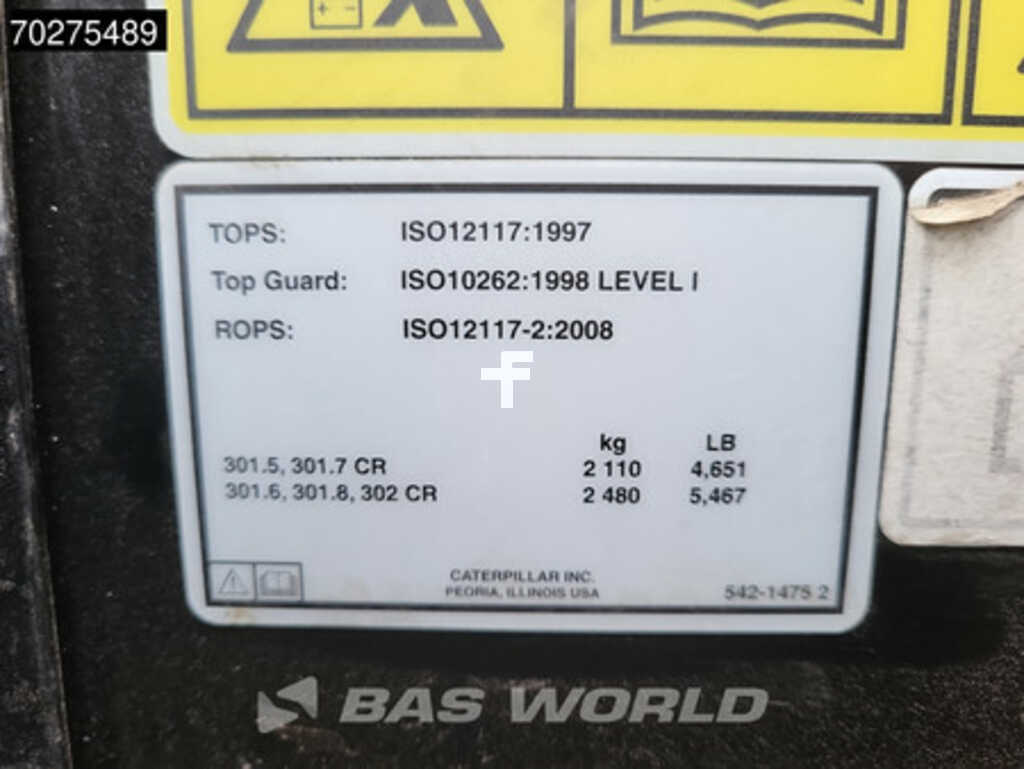 70275489
TOPS: ISO12117:1997
Top Guard: ISO10262:1998 LEVEL I
ROPS: ISO12117-2:2008
kg LB
301.5, 301.7 CR 2 110 4,651
301.6, 301.8, 302 CR 2 480 5,467
CATERPILLAR INC.
PEORIA, ILLINOIS USA
542-1475 2
BAS WORLD